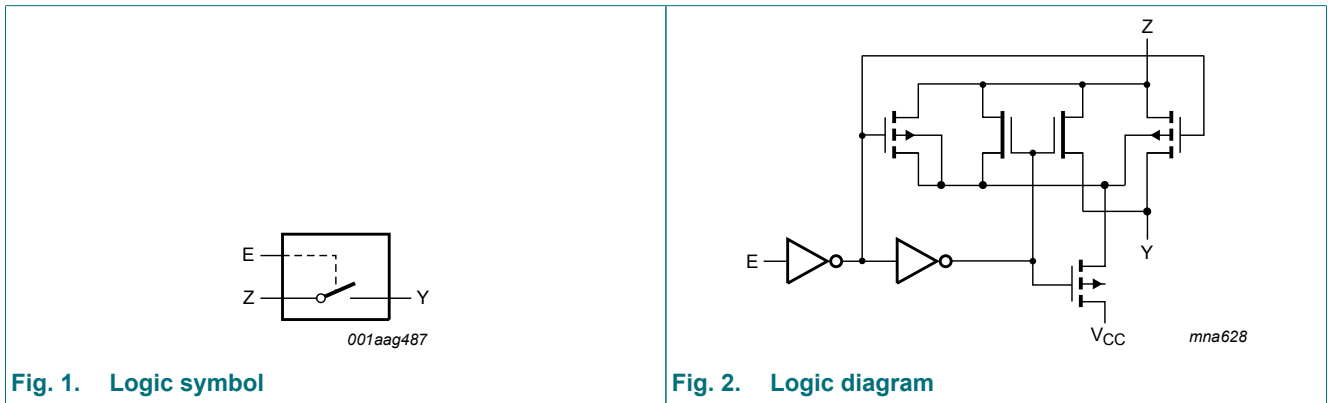 E
Z
Y
001aag487
Fig. 1. Logic symbol
Z
E
Y
VCC
mna628
Fig. 2. Logic diagram